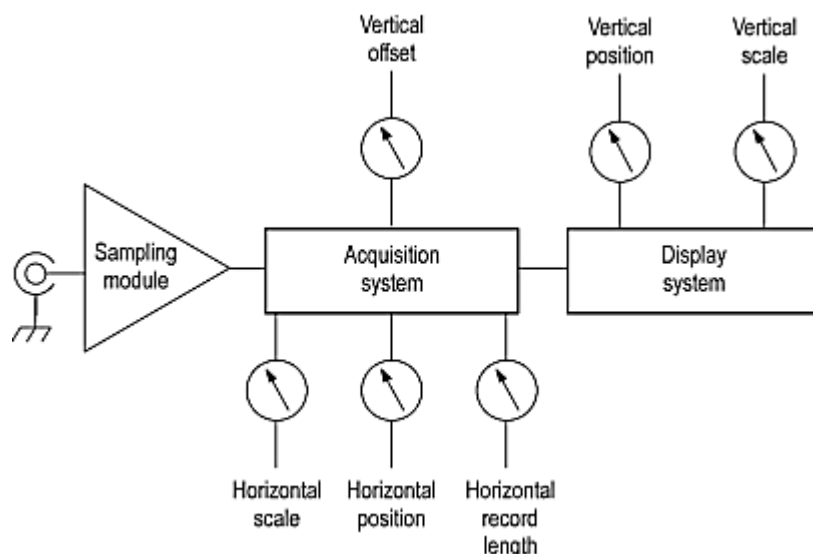 Vertical
offset
Vertical
position
Vertical
scale
Sampling
module
Acquisition
system
Display
system
Horizontal
scale
Horizontal
position
Horizontal
record
length